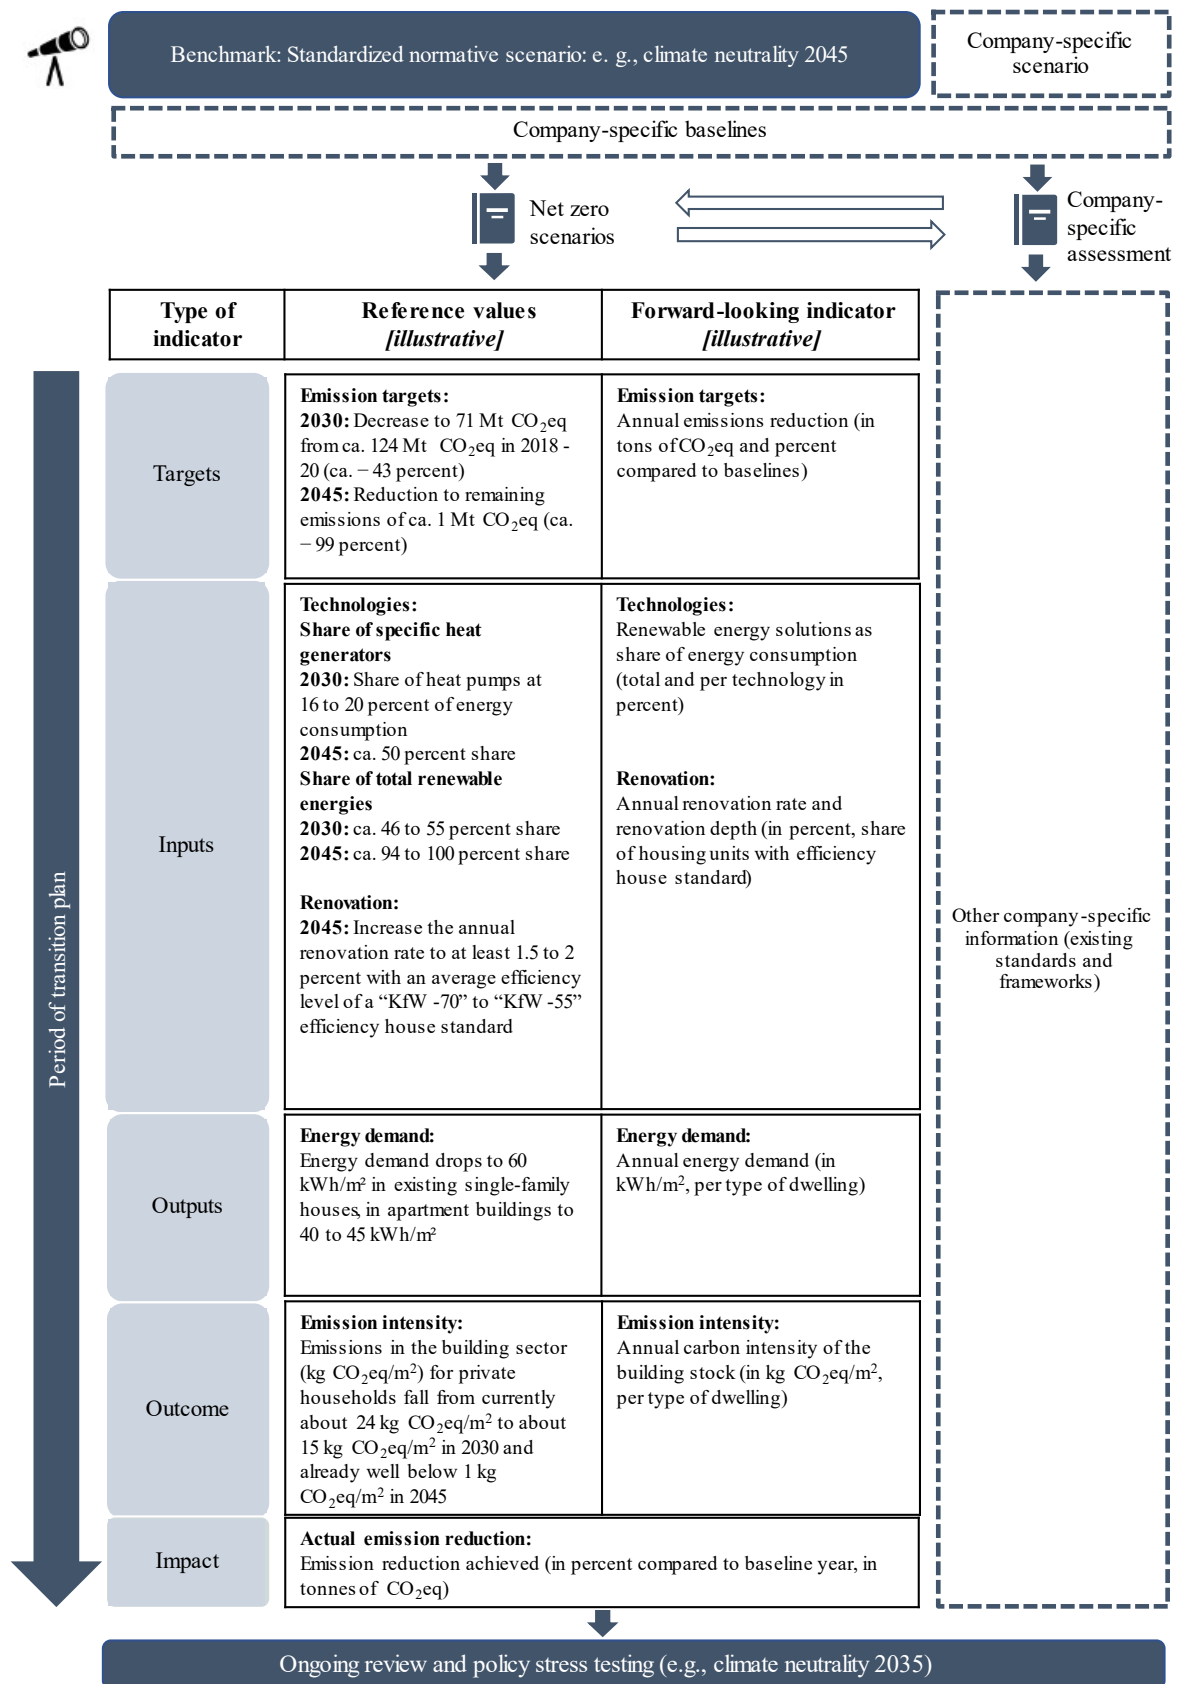 Benchmark: Standardized normative scenario: e. g., climate neutrality 2045
Company-specific
scenario
Company-specific baselines
Net zero
scenarios
Company-
specific
assessment
Type of
indicator
Reference values
[illustrative]
Forward-looking indicator
[illustrative]
Period of transition plan
Targets
Emission targets:
2030: Decrease to 71 Mt CO₂eq
from ca. 124 Mt CO₂eq in 2018 -
20 (ca. − 43 percent)
2045: Reduction to remaining
emissions of ca. 1 Mt CO₂eq (ca.
− 99 percent)
Emission targets:
Annual emissions reduction (in
tons of CO₂eq and percent
compared to baselines)
Inputs
Technologies:
Share of specific heat
generators
2030: Share of heat pumps at
16 to 20 percent of energy
consumption
2045: ca. 50 percent share
Share of total renewable
energies
2030: ca. 46 to 55 percent share
2045: ca. 94 to 100 percent share
Renovation:
2045: Increase the annual
renovation rate to at least 1.5 to 2
percent with an average efficiency
level of a “KfW -70” to “KfW -55”
efficiency house standard
Technologies:
Renewable energy solutions as
share of energy consumption
(total and per technology in
percent)
Renovation:
Annual renovation rate and
renovation depth (in percent, share
of housing units with efficiency
house standard)
Outputs
Energy demand:
Energy demand drops to 60
kWh/m² in existing single-family
houses, in apartment buildings to
40 to 45 kWh/m²
Energy demand:
Annual energy demand (in
kWh/m², per type of dwelling)
Outcome
Emission intensity:
Emissions in the building sector
(kg CO₂eq/m²) for private
households fall from currently
about 24 kg CO₂eq/m² to about
15 kg CO₂eq/m² in 2030 and
already well below 1 kg
CO₂eq/m² in 2045
Emission intensity:
Annual carbon intensity of the
building stock (in kg CO₂eq/m²,
per type of dwelling)
Impact
Actual emission reduction:
Emission reduction achieved (in percent compared to baseline year, in
tonnes of CO₂eq)
Other company-specific
information (existing
standards and
frameworks)
Ongoing review and policy stress testing (e.g., climate neutrality 2035)